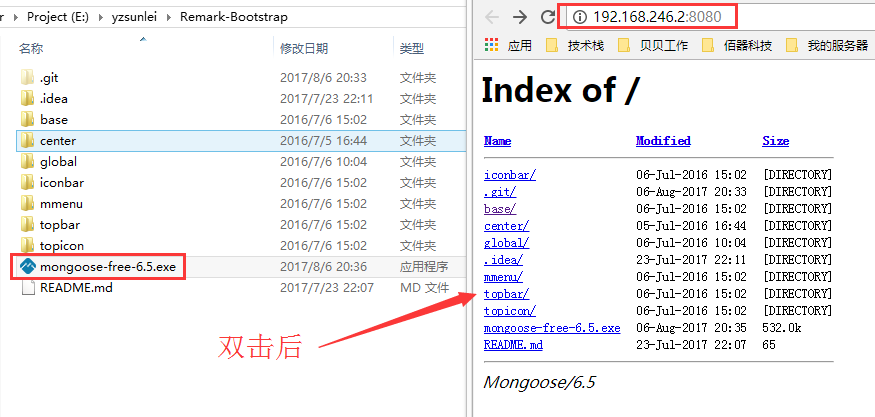 r › Project (E:) › yzsunlei › Remark-Bootstrap
名称 修改日期 类型
.git 2017/8/6 20:33 文件夹
.idea 2017/7/23 22:11 文件夹
base 2016/7/6 15:02 文件夹
center 2016/7/5 16:44 文件夹
global 2016/7/6 10:04 文件夹
iconbar 2016/7/6 15:02 文件夹
mmenu 2016/7/6 15:02 文件夹
topbar 2016/7/6 15:02 文件夹
topicon 2016/7/6 15:02 文件夹
mongoose-free-6.5.exe 2017/8/6 20:36 应用程序
README.md 2017/7/23 22:07 MD 文件
双击后
192.168.246.2:8080
应用 技术栈 贝贝工作 佰器科技 我的服务器
Index of /
Name Modified Size
iconbar/ 06-Jul-2016 15:02 [DIRECTORY]
.git/ 06-Aug-2017 20:33 [DIRECTORY]
base/ 06-Jul-2016 15:02 [DIRECTORY]
center/ 05-Jul-2016 16:44 [DIRECTORY]
global/ 06-Jul-2016 10:04 [DIRECTORY]
.idea/ 23-Jul-2017 22:11 [DIRECTORY]
mmenu/ 06-Jul-2016 15:02 [DIRECTORY]
topbar/ 06-Jul-2016 15:02 [DIRECTORY]
topicon/ 06-Jul-2016 15:02 [DIRECTORY]
mongoose-free-6.5.exe 06-Aug-2017 20:35 532.0k
README.md 23-Jul-2017 22:07 65
Mongoose/6.5